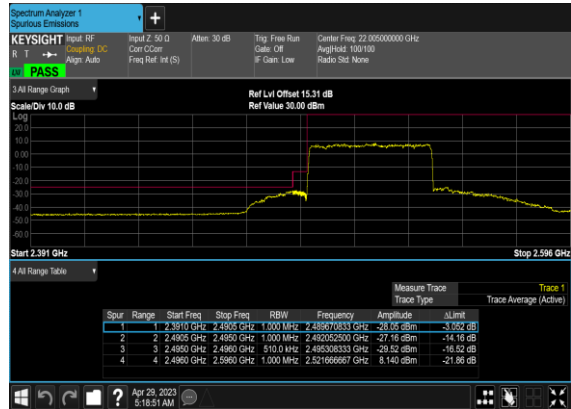 Spectrum Analyzer 1
Spurious Emissions
+
KEYSIGHT Input: RF Input Z: 50 Ω Atten: 30 dB Trig: Free Run Center Freq: 22.005000000 GHz
R T Coupling: DC Corr CCorr Gate: Off Avg|Hold: 100/100
Align: Auto Freq Ref: Int (S) IF Gain: Low Radio Std: None
PASS
3 All Range Graph
Ref Lvl Offset 15.31 dB
Scale/Div 10.0 dB Ref Value 30.00 dBm
Log
20.0
10.0
0.00
-10.0
-20.0
-30.0
-40.0
-50.0
-60.0
Start 2.391 GHz Stop 2.596 GHz
4 All Range Table
Measure Trace Trace 1
Trace Type Trace Average (Active)
Spur Range Start Freq Stop Freq RBW Frequency Amplitude ΔLimit
1 1 2.3910 GHz 2.4905 GHz 1.000 MHz 2.489670833 GHz -28.05 dBm -3.052 dB
2 2 2.4905 GHz 2.4950 GHz 1.000 MHz 2.492052500 GHz -27.16 dBm -14.16 dB
3 3 2.4950 GHz 2.4960 GHz 510.0 kHz 2.495308333 GHz -29.52 dBm -16.52 dB
4 4 2.4960 GHz 2.5960 GHz 1.000 MHz 2.521666667 GHz 8.140 dBm -21.86 dB
? Apr 29, 2023
5:18:51 AM